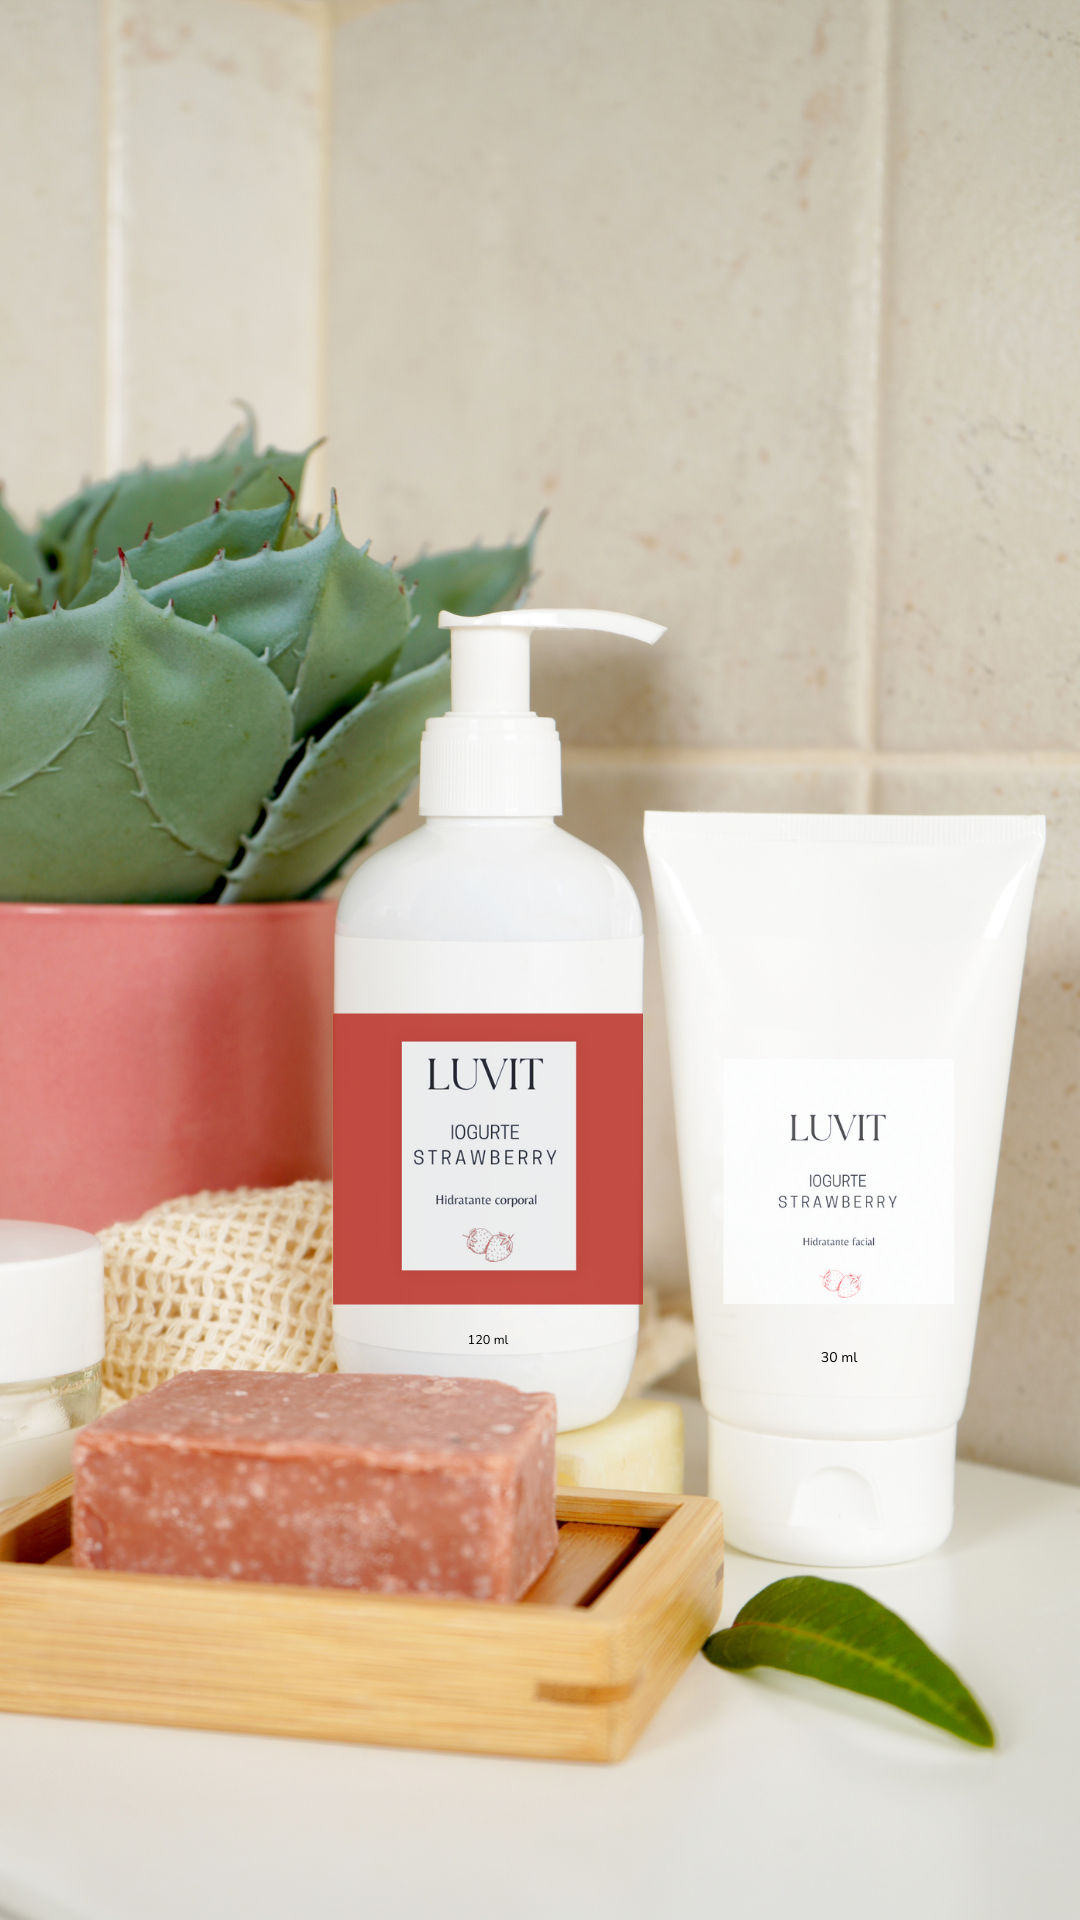 LUVIT
IOGURTE
STRAWBERRY
Hidratante corporal
120 ml
LUVIT
IOGURTE
STRAWBERRY
Hidratante facial
30 ml